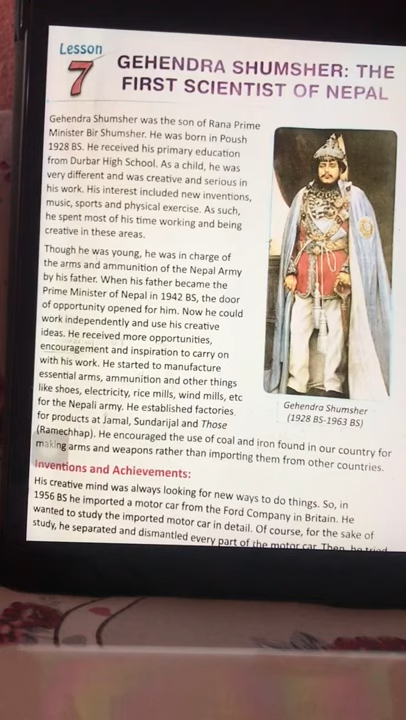 Lesson
7
GEHENDRA SHUMSHER: THE
FIRST SCIENTIST OF NEPAL
Gehendra Shumsher was the son of Rana Prime
Minister Bir Shumsher. He was born in Poush
1928 BS. He received his primary education
from Durbar High School. As a child, he was
very different and was creative and serious in
his work. His interest included new inventions,
music, sports and physical exercise. As such,
he spent most of his time working and being
creative in these areas.
Though he was young, he was in charge of
the arms and ammunition of the Nepal Army
by his father. When his father became the
Prime Minister of Nepal in 1942 BS, the door
of opportunity opened for him. Now he could
work independently and use his creative
ideas. He received more opportunities,
encouragement and inspiration to carry on
with his work. He started to manufacture
essential arms, ammunition and other things
like shoes, electricity, rice mills, wind mills, etc
for the Nepali army. He established factories
for products at Jamal, Sundarijal and Those
(Ramechhap). He encouraged the use of coal and iron found in our country for
making arms and weapons rather than importing them from other countries.
Gehendra Shumsher
(1928 BS-1963 BS)
Inventions and Achievements:
His creative mind was always looking for new ways to do things. So, in
1956 BS he imported a motor car from the Ford Company in Britain. He
wanted to study the imported motor car in detail. Of course, for the sake of
study, he separated and dismantled every part of the motor car. Then, he tried